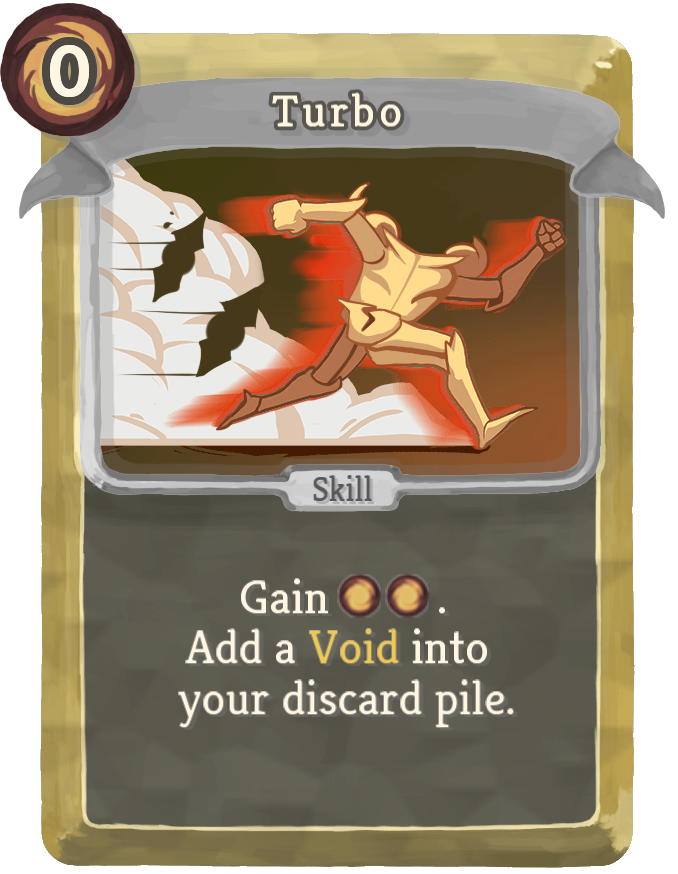 0
Turbo
Skill
Gain .
Add a Void into
your discard pile.